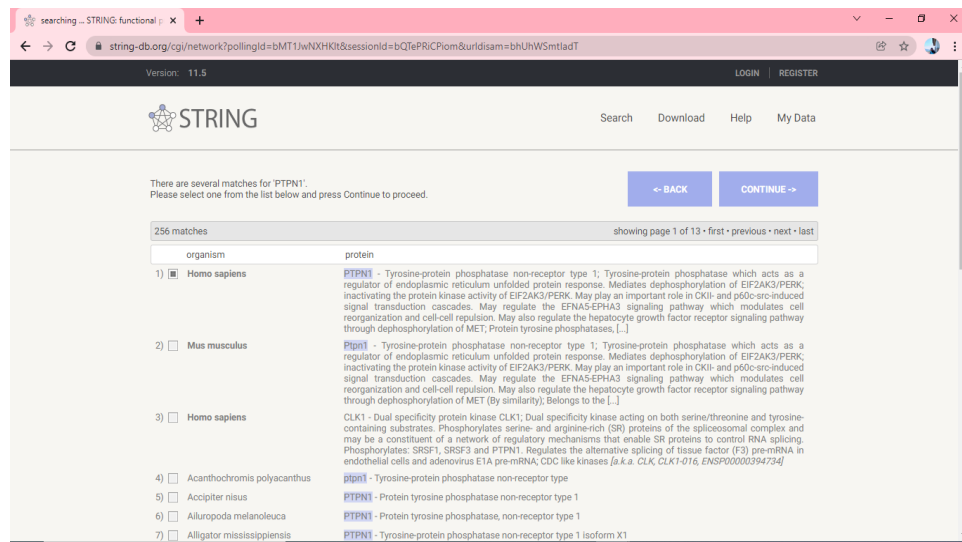 searching ... STRING: functional p
string-db.org/cgi/network?pollingId=bMT1JwNXHKlt&sessionId=bQTePRiCPiom&urldisam=bhUhWSmtladT
Version: 11.5
LOGIN | REGISTER
STRING
Search Download Help My Data
There are several matches for 'PTPN1'.
Please select one from the list below and press Continue to proceed.
<- BACK
CONTINUE ->
256 matches
showing page 1 of 13 • first • previous • next • last
organism protein
1) Homo sapiens PTPN1 - Tyrosine-protein phosphatase non-receptor type 1; Tyrosine-protein phosphatase which acts as a
regulator of endoplasmic reticulum unfolded protein response. Mediates dephosphorylation of EIF2AK3/PERK;
inactivating the protein kinase activity of EIF2AK3/PERK. May play an important role in CKII- and p60c-src-induced
signal transduction cascades. May regulate the EFNA5-EPHA3 signaling pathway which modulates cell
reorganization and cell-cell repulsion. May also regulate the hepatocyte growth factor receptor signaling pathway
through dephosphorylation of MET; Protein tyrosine phosphatases, [...]
2) Mus musculus Ptpn1 - Tyrosine-protein phosphatase non-receptor type 1; Tyrosine-protein phosphatase which acts as a
regulator of endoplasmic reticulum unfolded protein response. Mediates dephosphorylation of EIF2AK3/PERK;
inactivating the protein kinase activity of EIF2AK3/PERK. May play an important role in CKII- and p60c-src-induced
signal transduction cascades. May regulate the EFNA5-EPHA3 signaling pathway which modulates cell
reorganization and cell-cell repulsion. May also regulate the hepatocyte growth factor receptor signaling pathway
through dephosphorylation of MET (By similarity); Belongs to the [...]
3) Homo sapiens CLK1 - Dual specificity protein kinase CLK1; Dual specificity kinase acting on both serine/threonine and tyrosine-
containing substrates. Phosphorylates serine- and arginine-rich (SR) proteins of the spliceosomal complex and
may be a constituent of a network of regulatory mechanisms that enable SR proteins to control RNA splicing.
Phosphorylates: SRSF1, SRSF3 and PTPN1. Regulates the alternative splicing of tissue factor (F3) pre-mRNA in
endothelial cells and adenovirus E1A pre-mRNA; CDC like kinases [a.k.a. CLK, CLK1-016, ENSP00000394734]
4) Acanthochromis polyacanthus ptpn1 - Tyrosine-protein phosphatase non-receptor type
5) Accipiter nisus PTPN1 - Protein tyrosine phosphatase non-receptor type 1
6) Ailuropoda melanoleuca PTPN1 - Protein tyrosine phosphatase, non-receptor type 1
7) Alligator mississippiensis PTPN1 - Tyrosine-protein phosphatase non-receptor type 1 isoform X1